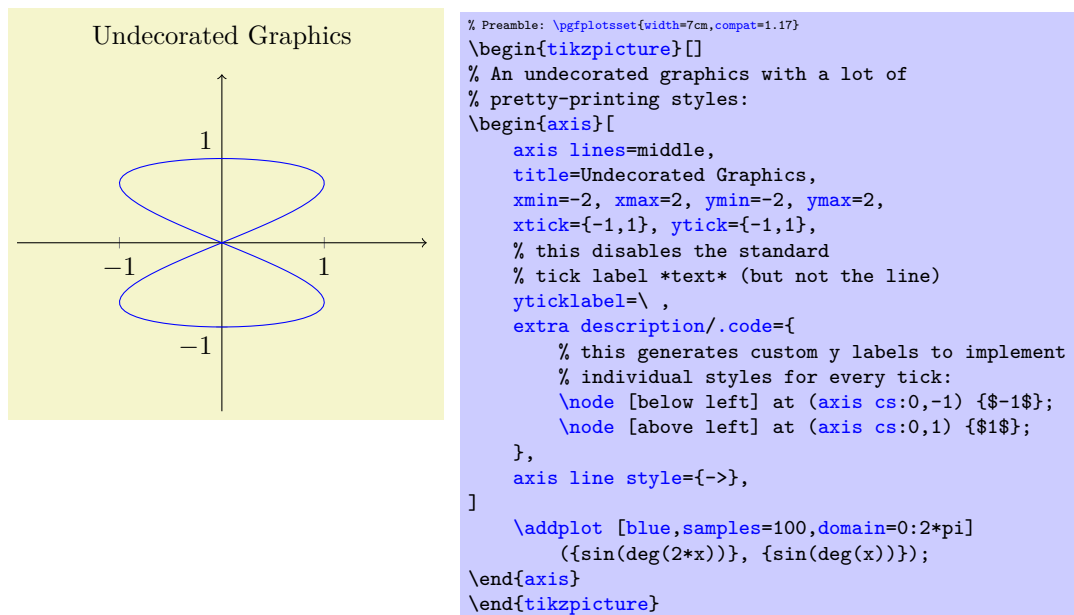 Undecorated Graphics
1
−1
1
−1
% Preamble: \pgfplotsset{width=7cm,compat=1.17}
\begin{tikzpicture}[]
% An undecorated graphics with a lot of
% pretty-printing styles:
\begin{axis}[
    axis lines=middle,
    title=Undecorated Graphics,
    xmin=-2, xmax=2, ymin=-2, ymax=2,
    xtick={-1,1}, ytick={-1,1},
    % this disables the standard
    % tick label *text* (but not the line)
    yticklabel=\ ,
    extra description/.code={
        % this generates custom y labels to implement
        % individual styles for every tick:
        \node [below left] at (axis cs:0,-1) {$-1$};
        \node [above left] at (axis cs:0,1) {$1$};
    },
    axis line style={->},
]
    \addplot [blue,samples=100,domain=0:2*pi]
        ({sin(deg(2*x))}, {sin(deg(x))});
\end{axis}
\end{tikzpicture}